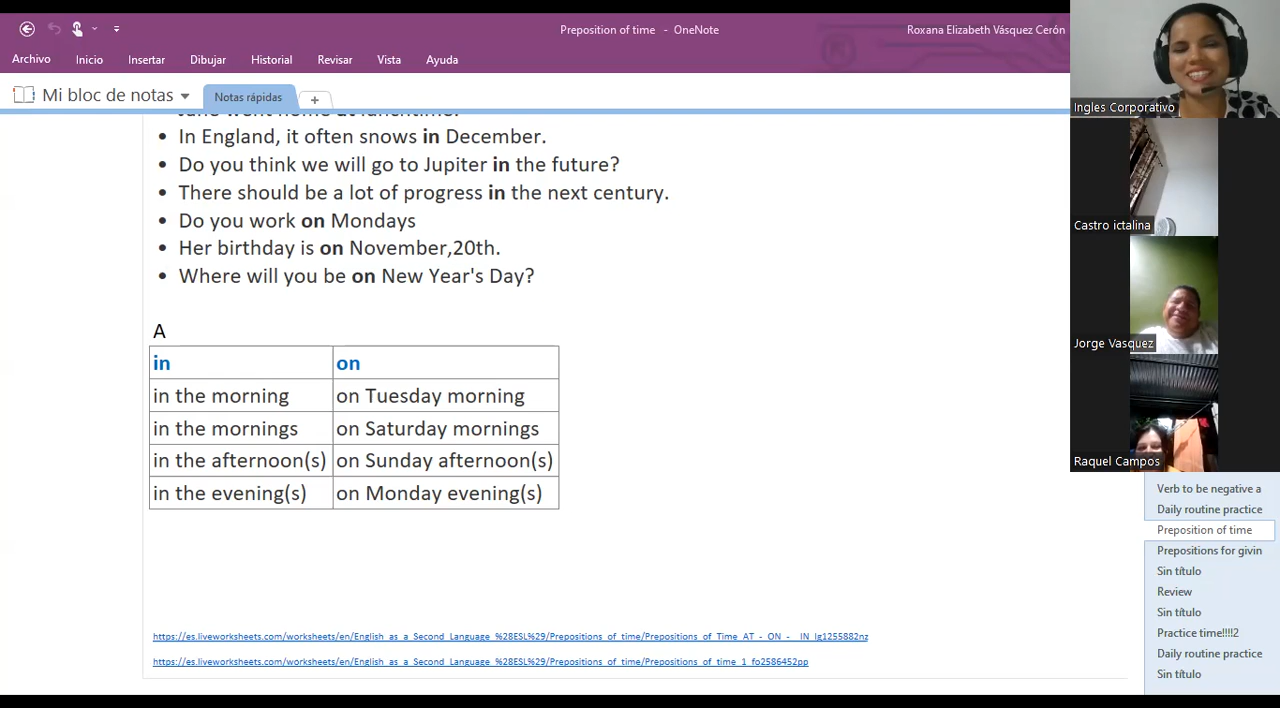 Preposition of time - OneNote
Roxana Elizabeth Vásquez Cerón
Archivo Inicio Insertar Dibujar Historial Revisar Vista Ayuda
Mi bloc de notas
Notas rápidas
Jane went home at lunchtime.
In England, it often snows in December.
Do you think we will go to Jupiter in the future?
There should be a lot of progress in the next century.
Do you work on Mondays
Her birthday is on November,20th.
Where will you be on New Year's Day?
A
in on
in the morning on Tuesday morning
in the mornings on Saturday mornings
in the afternoon(s) on Sunday afternoon(s)
in the evening(s) on Monday evening(s)
https://es.liveworksheets.com/worksheets/en/English_as_a_Second_Language_%28ESL%29/Prepositions_of_time/Prepositions_of_Time_AT_-_ON_-__IN_lg1255882nz
https://es.liveworksheets.com/worksheets/en/English_as_a_Second_Language_%28ESL%29/Prepositions_of_time/Prepositions_of_time_1_fo2586452pp
Ingles Corporativo
Castro ictalina
Jorge Vasquez
Raquel Campos
Verb to be negative a
Daily routine practice
Preposition of time
Prepositions for givin
Sin título
Review
Sin título
Practice time!!!!2
Daily routine practice
Sin título